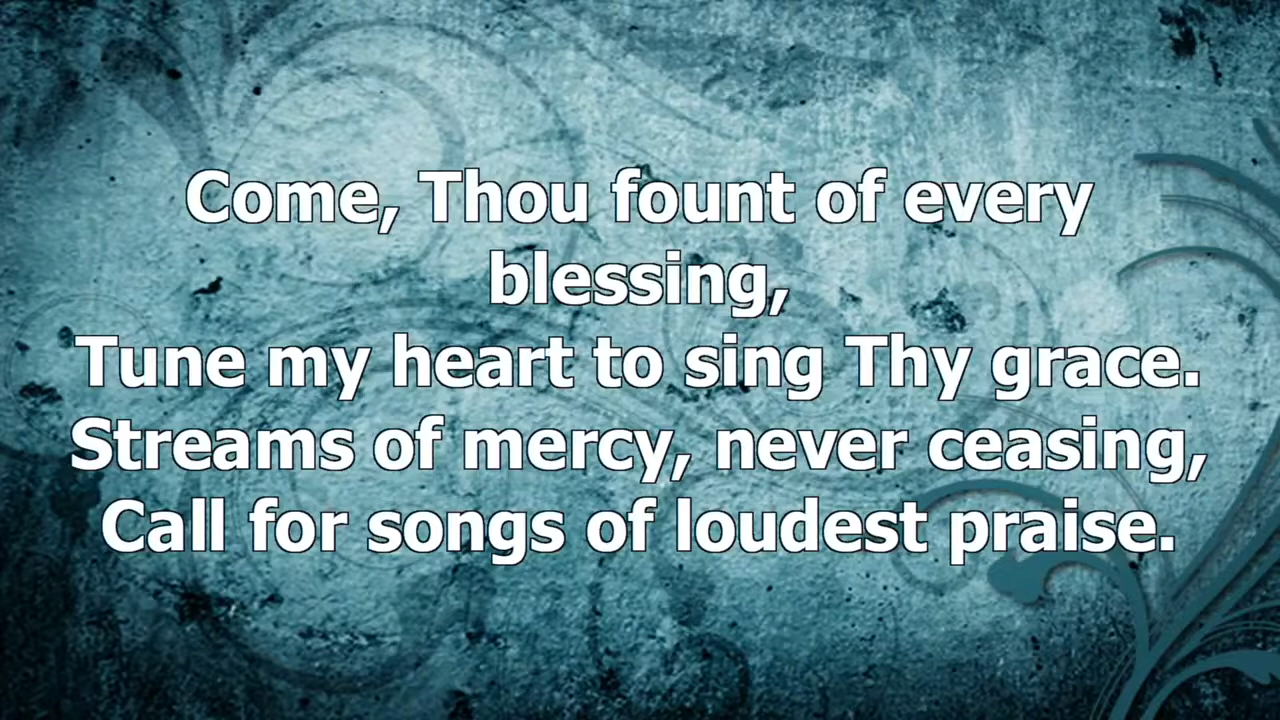 Come, Thou fount of every
blessing,
Tune my heart to sing Thy grace.
Streams of mercy, never ceasing,
Call for songs of loudest praise.